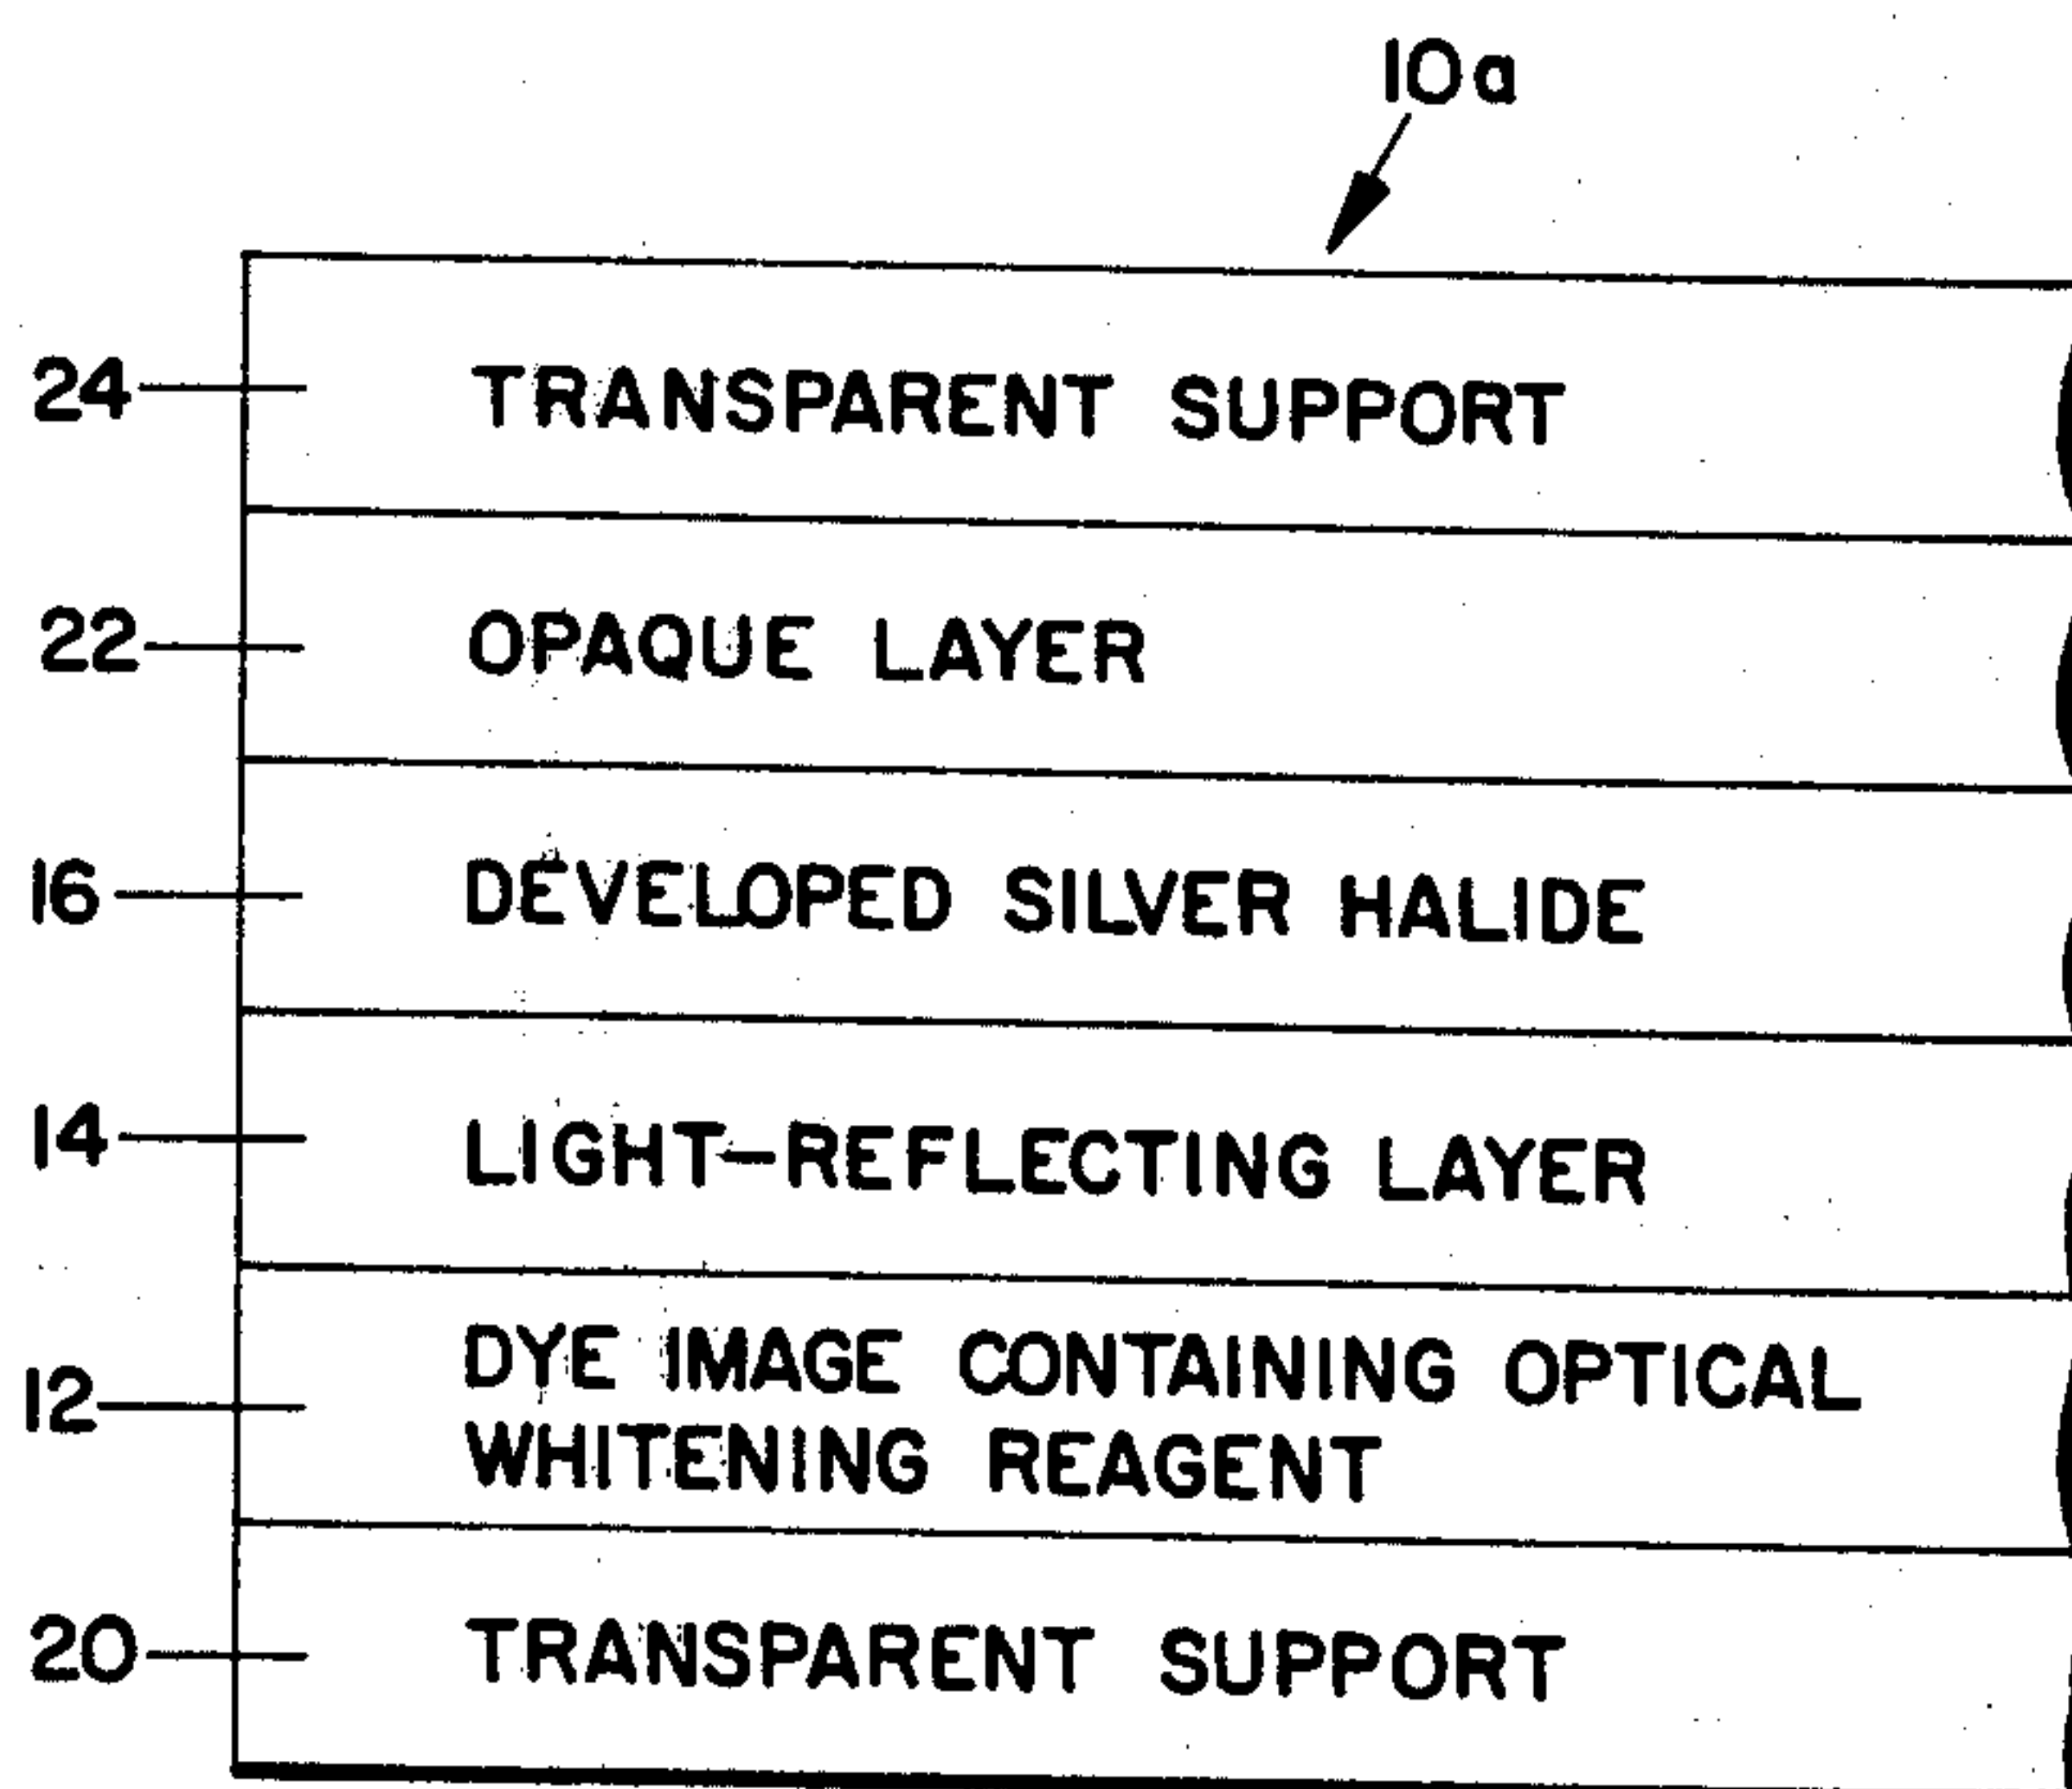 10a
24 TRANSPARENT SUPPORT
22 OPAQUE LAYER
16 DEVELOPED SILVER HALIDE
14 LIGHT-REFLECTING LAYER
12 DYE IMAGE CONTAINING OPTICAL
WHITENING REAGENT
20 TRANSPARENT SUPPORT